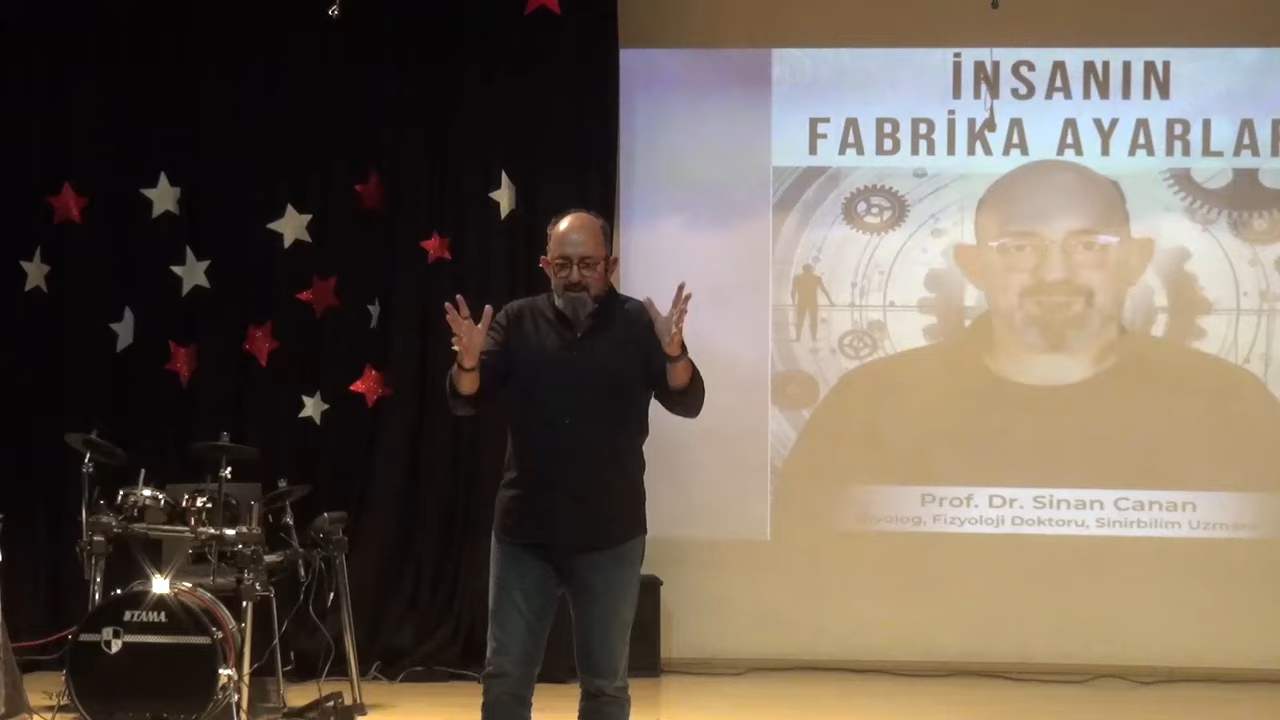 İNSANIN
FABRİKA AYARLAR
Prof. Dr. Sinan Canan
Fizyoloji Doktoru, Sinirbilim
TAMA